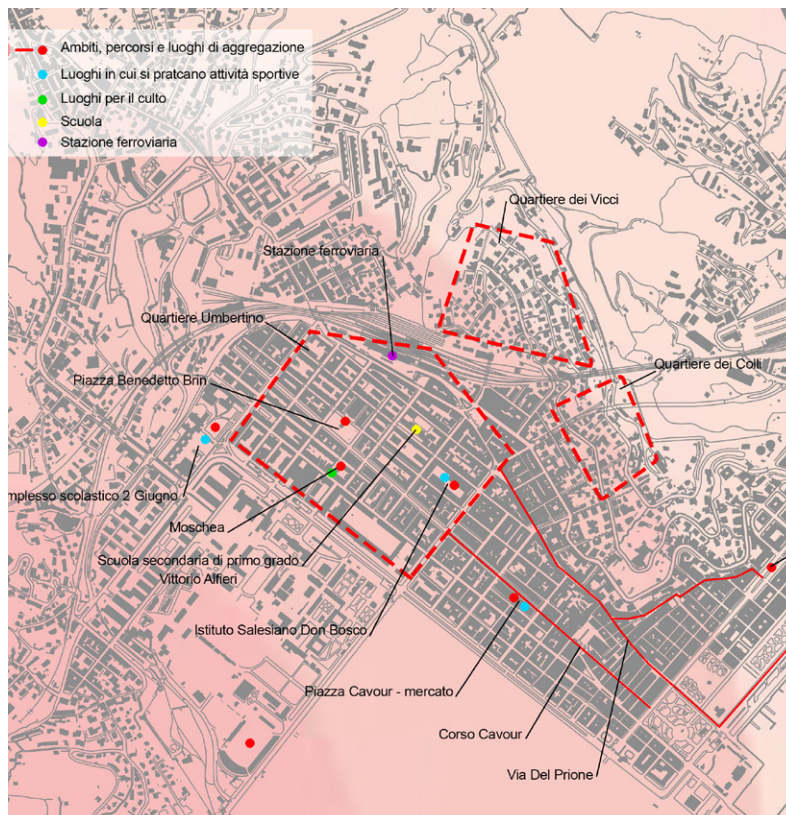 Ambiti, percorsi e luoghi di aggregazione
Luoghi in cui si pratcano attività sportive
Luoghi per il culto
Scuola
Stazione ferroviaria
Quartiere dei Vicci
Stazione ferroviaria
Quartiere Umbertino
Quartiere dei Colli
Piazza Benedetto Brin
mplesso scolastico 2 Giugno
Moschea
Scuola secondaria di primo grado
Vittorio Alfieri
Istituto Salesiano Don Bosco
Piazza Cavour - mercato
Corso Cavour
Via Del Prione